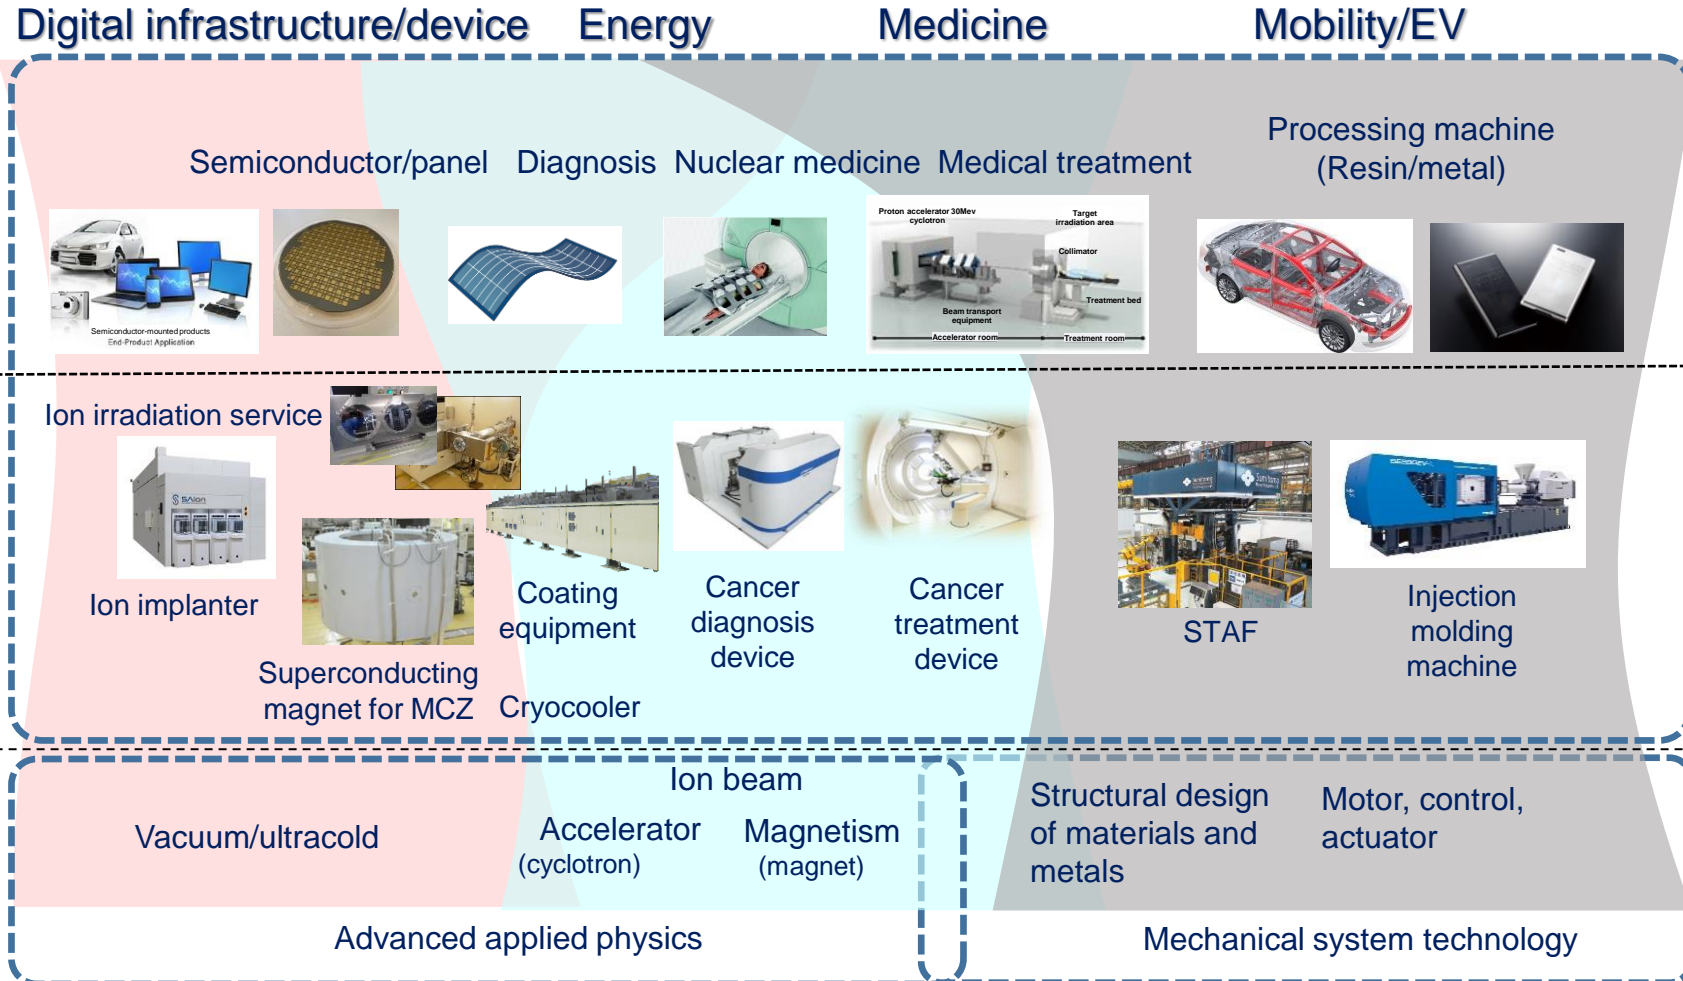 Digital infrastructure/device Energy Medicine Mobility/EV
Semiconductor/panel Diagnosis Nuclear medicine Medical treatment
Processing machine
(Resin/metal)
Semiconductor-mounted products
End-Product Application
Proton accelerator 30Mev
cyclotron
Target
irradiation area
Collimator
Treatment bed
Beam transport
equipment
Accelerator room
Treatment room
Ion irradiation service
SAion
Ion implanter
Superconducting
magnet for MCZ
Coating
equipment
Cryocooler
Cancer
diagnosis
device
Cancer
treatment
device
Sumitomo
STAF
Injection
molding
machine
Vacuum/ultracold
Ion beam
Accelerator
(cyclotron)
Magnetism
(magnet)
Structural design
of materials and
metals
Motor, control,
actuator
Advanced applied physics
Mechanical system technology